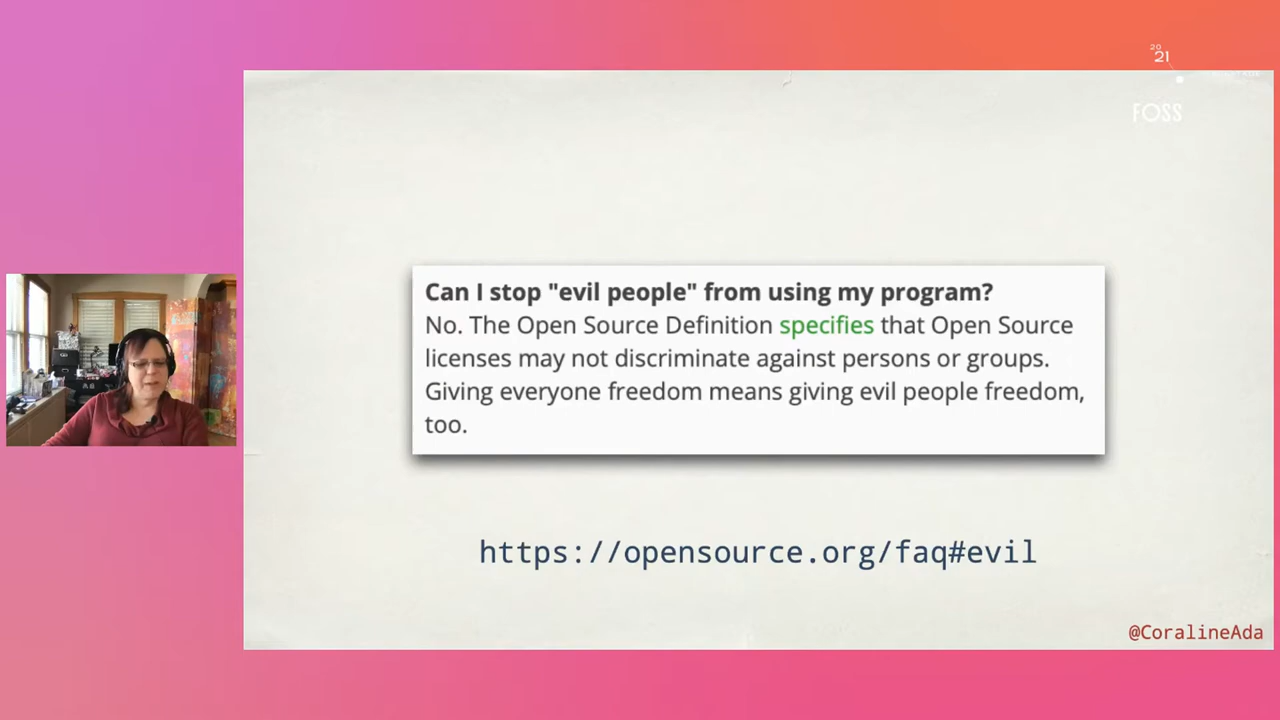 20
21
FOSS
Can I stop "evil people" from using my program?
No. The Open Source Definition specifies that Open Source
licenses may not discriminate against persons or groups.
Giving everyone freedom means giving evil people freedom,
too.
https://opensource.org/faq#evil
@CoralineAda